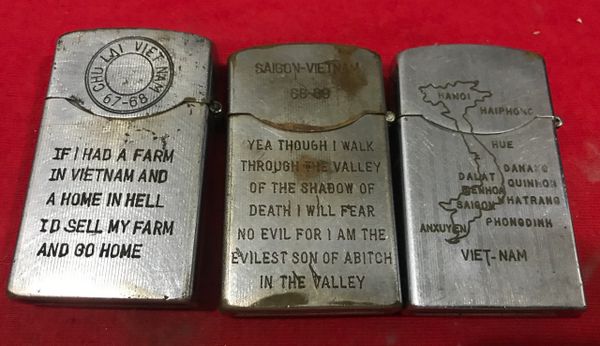 CHU LAI VIET NAM
67-68
IF I HAD A FARM
IN VIETNAM AND
A HOME IN HELL
I'D SELL MY FARM
AND GO HOME
SAIGON-VIETNAM
68-69
YEA THOUGH I WALK
THROUGH THE VALLEY
OF THE SHADOW OF
DEATH I WILL FEAR
NO EVIL FOR I AM THE
EVILEST SON OF ABITCH
IN THE VALLEY
HANOI
HAIPHONG
HUE
DANANG
DALAT
QUINHON
BIENHOA
NHATRANG
SAIGON
PHONGDINH
ANXUYEN
VIET-NAM